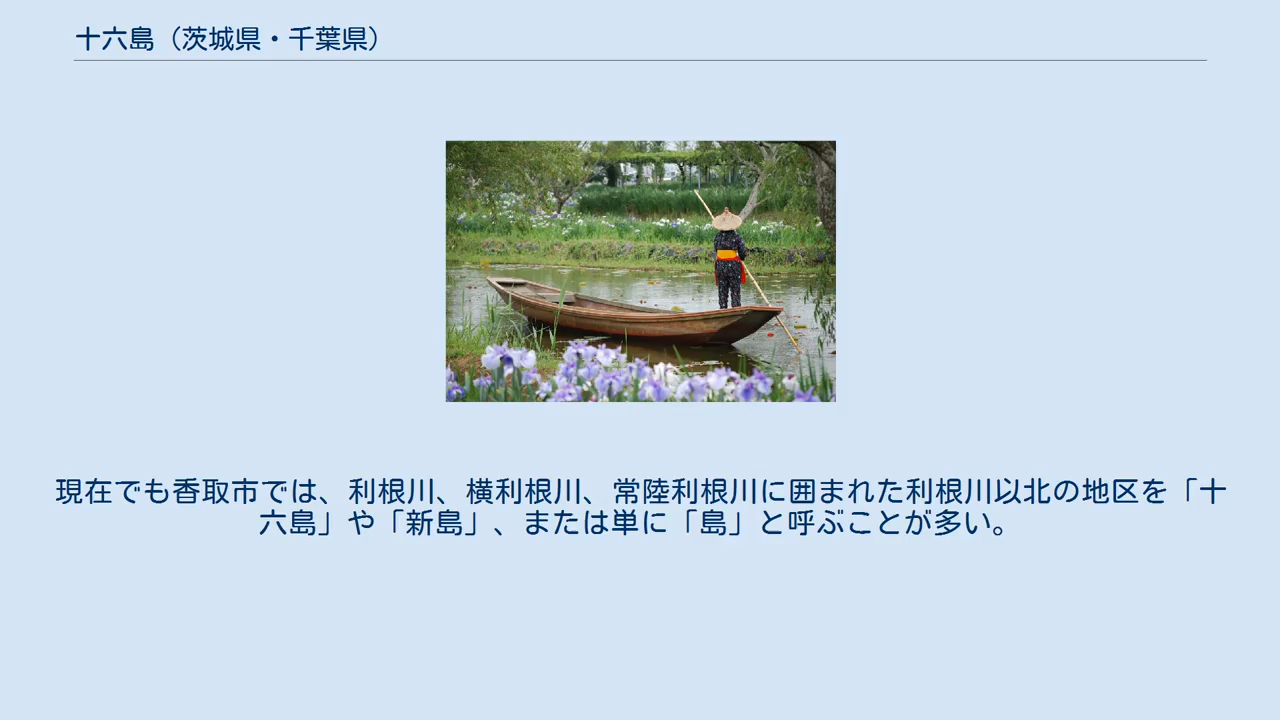 十六島（茨城県・千葉県）
現在でも香取市では、利根川、横利根川、常陸利根川に囲まれた利根川以北の地区を「十
六島」や「新島」、または単に「島」と呼ぶことが多い。